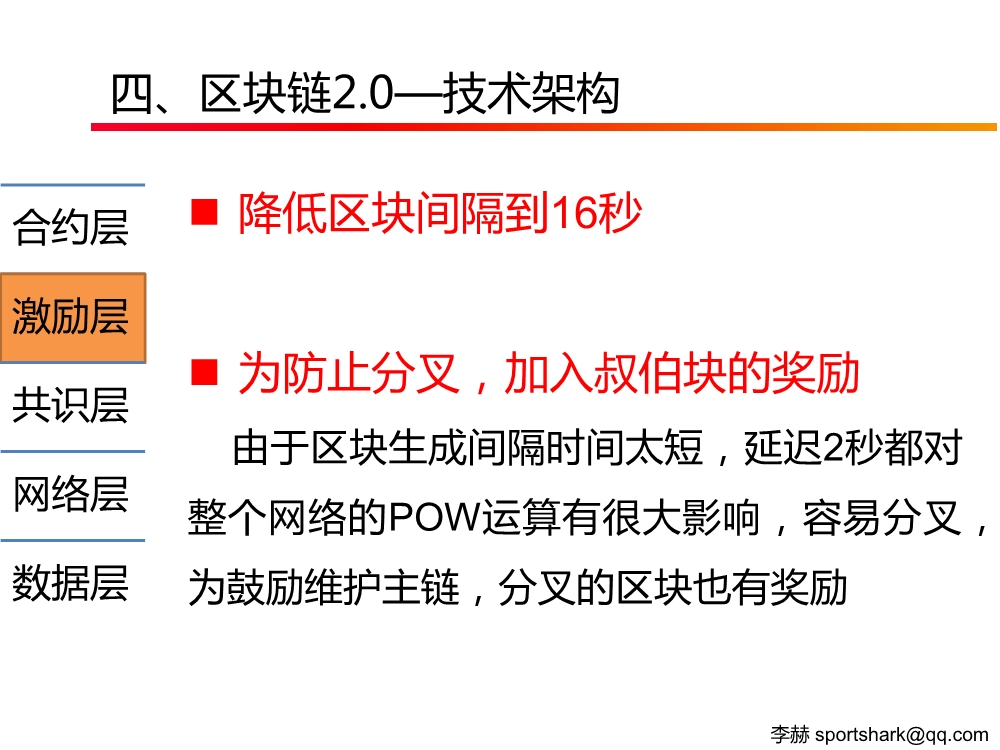 四、区块链2.0—技术架构
合约层
激励层
共识层
网络层
数据层
■ 降低区块间隔到16秒
■ 为防止分叉，加入叔伯块的奖励
由于区块生成间隔时间太短，延迟2秒都对
整个网络的POW运算有很大影响，容易分叉，
为鼓励维护主链，分叉的区块也有奖励
李赫 sportshark@qq.com